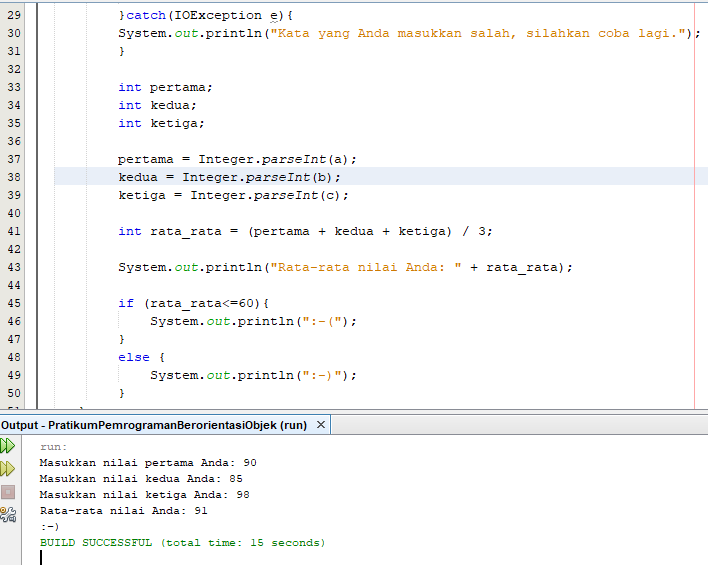 29 }catch(IOException e){
30 System.out.println("Kata yang Anda masukkan salah, silahkan coba lagi.");
31 }
32
33 int pertama;
34 int kedua;
35 int ketiga;
36
37 pertama = Integer.parseInt(a);
38 kedua = Integer.parseInt(b);
39 ketiga = Integer.parseInt(c);
40
41 int rata_rata = (pertama + kedua + ketiga) / 3;
42
43 System.out.println("Rata-rata nilai Anda: " + rata_rata);
44
45 if (rata_rata<=60){
46 System.out.println(":-(");
47 }
48 else {
49 System.out.println(":-)");
50 }
Output - PratikumPemrogramanBerorientasiObjek (run) ×
run:
Masukkan nilai pertama Anda: 90
Masukkan nilai kedua Anda: 85
Masukkan nilai ketiga Anda: 98
Rata-rata nilai Anda: 91
:-)
BUILD SUCCESSFUL (total time: 15 seconds)